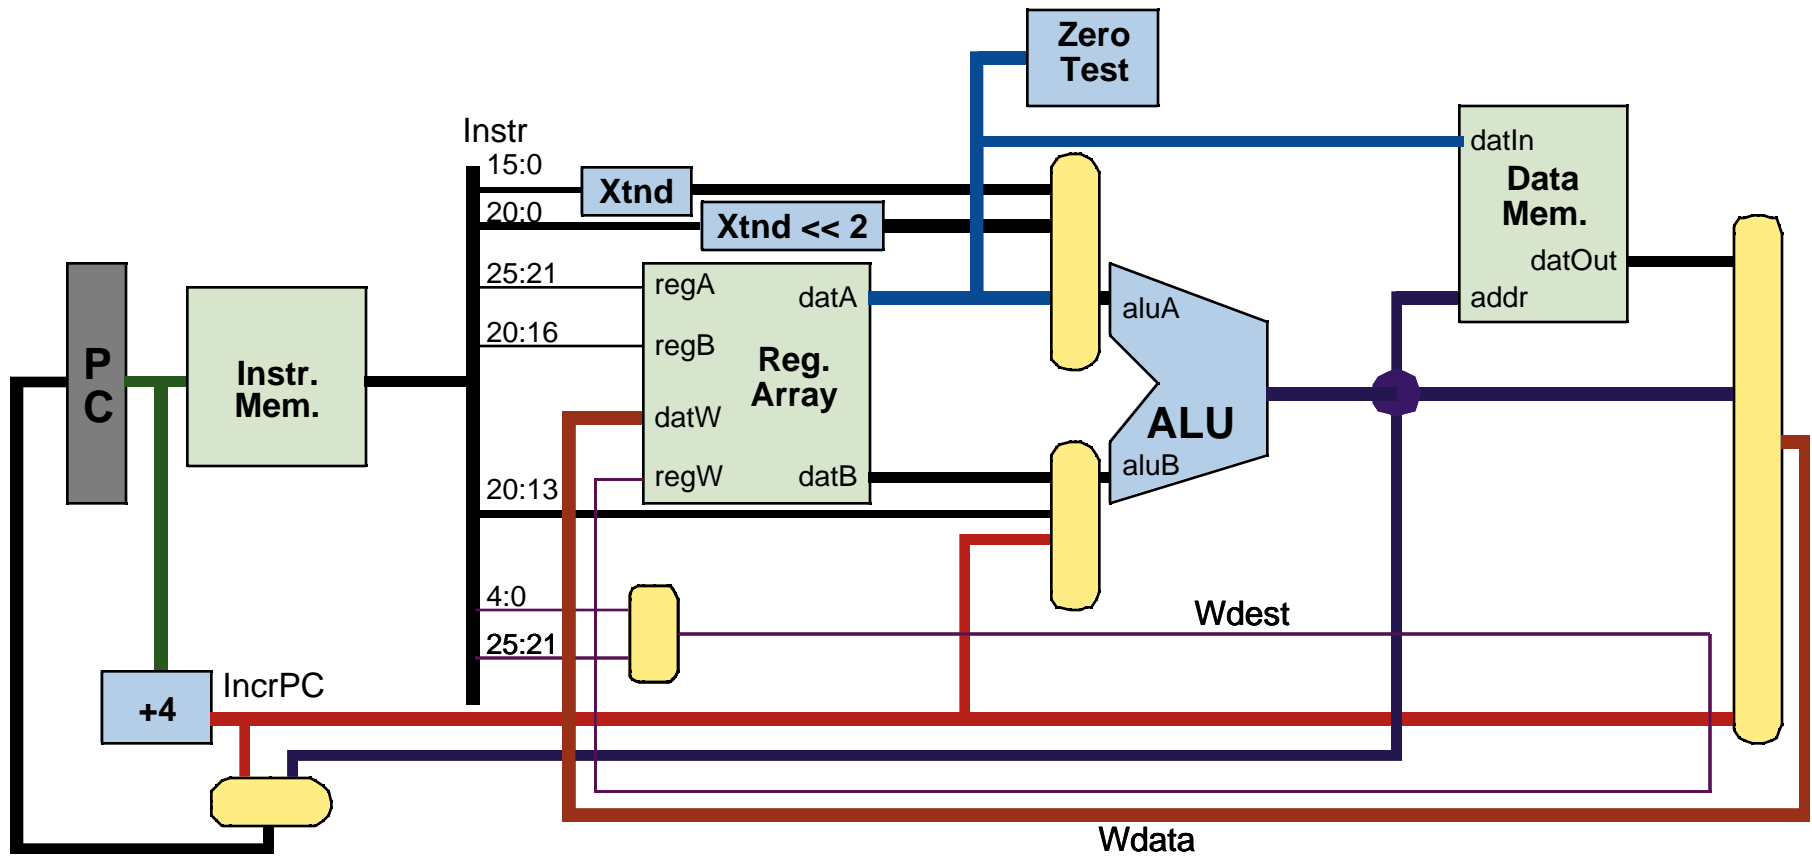 Zero
Test
Instr
15:0
Xtnd
20:0
Xtnd << 2
datIn
Data
Mem.
datOut
addr
25:21
regA
datA
aluA
20:16
regB
P
C
Instr.
Mem.
Reg.
Array
datW
ALU
regW
datB
aluB
20:13
4:0
25:21
Wdest
IncrPC
+4
Wdata